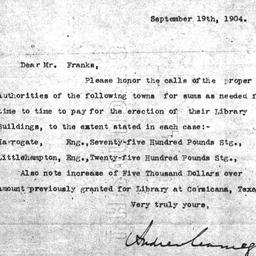 September 19th, 1904.
Dear Mr. Franks,
Please honor the calls of the proper
authorities of the following towns for sums as needed f
time to time to pay for the erection of their Library
Buildings, to the extent stated in each case:-
Harrogate, Eng., Seventy-five Hundred Pounds Stg.,
Littlehampton, Eng., Twenty-five Hundred Pounds Stg.,
Also note increase of Five Thousand Dollars over
amount previously granted for Library at Corsicana, Texa
Very truly yours,
Andrew Carneg